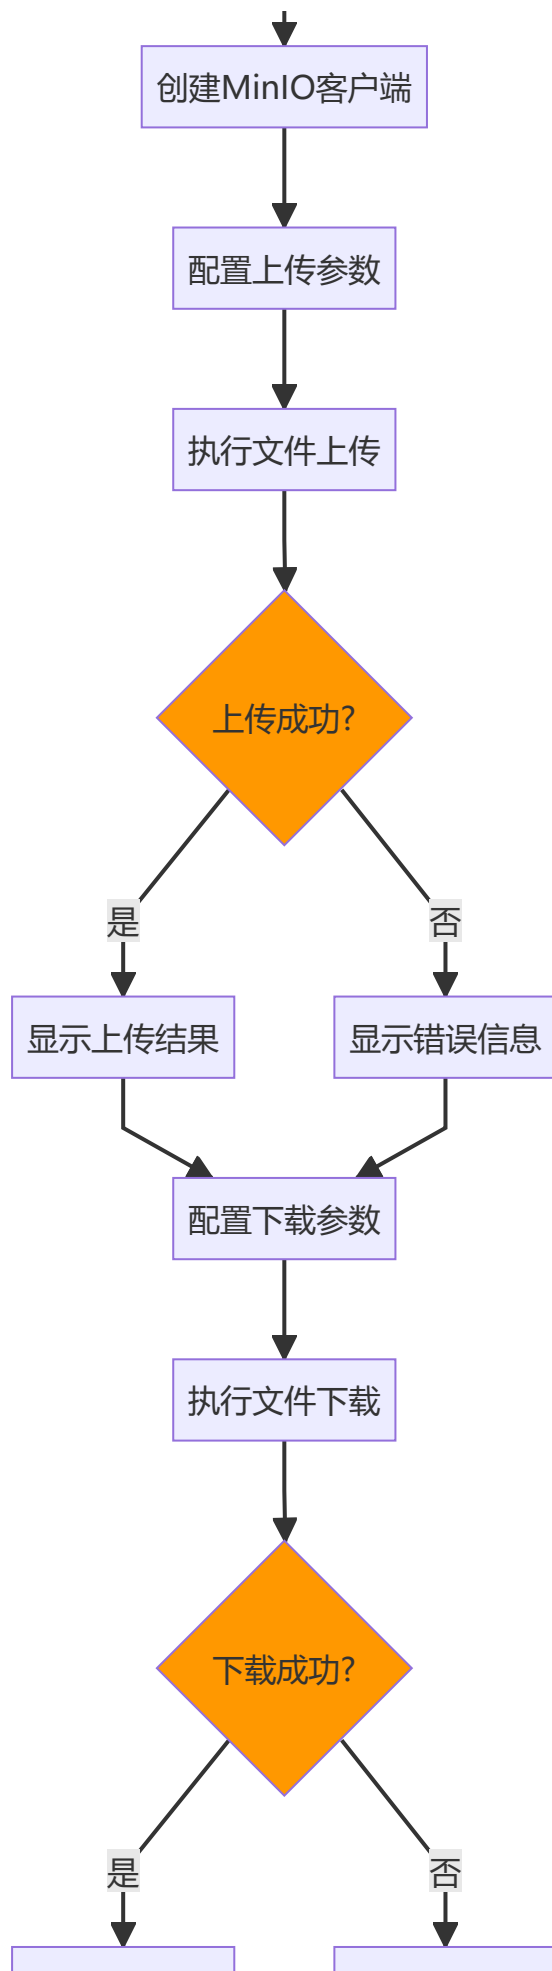 创建MinIO客户端
配置上传参数
执行文件上传
上传成功?
是
否
显示上传结果
显示错误信息
配置下载参数
执行文件下载
下载成功?
是
否